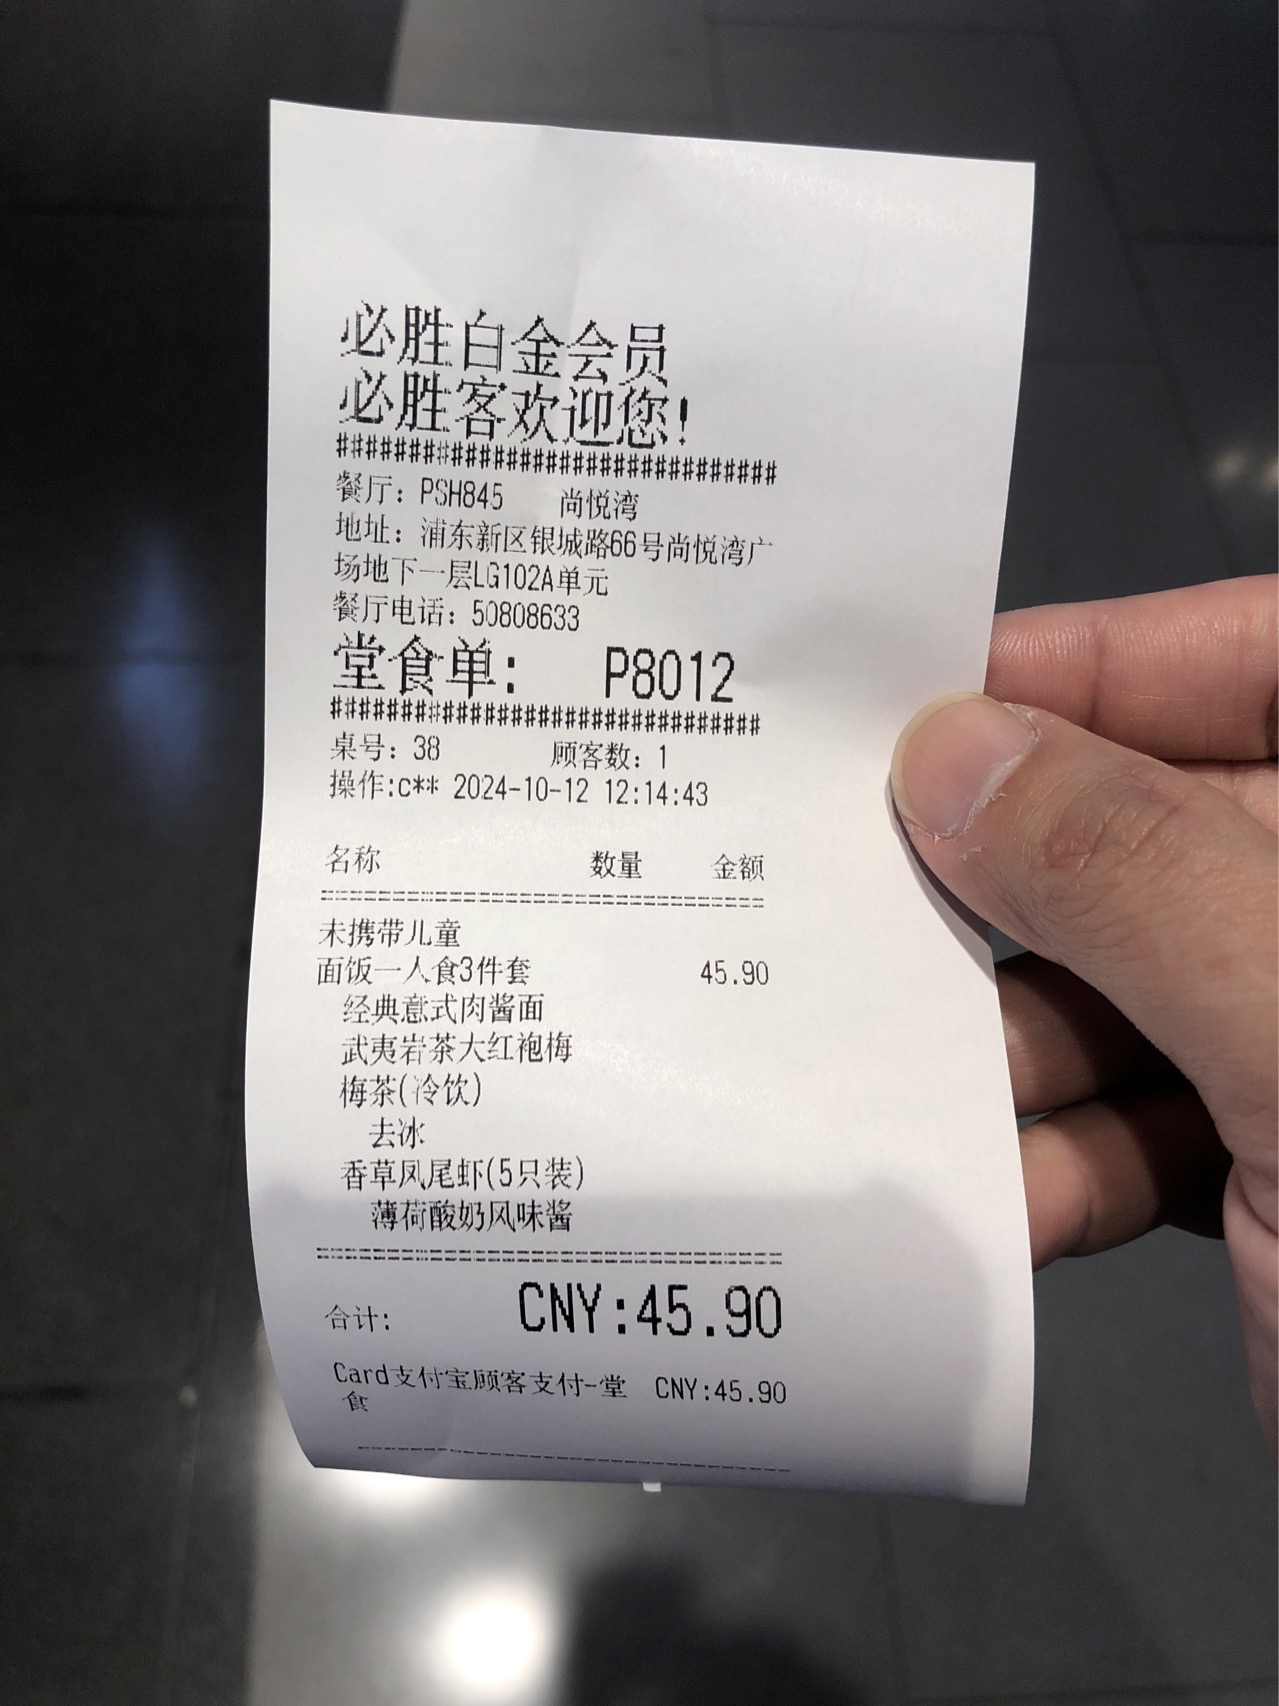 必胜白金会员
必胜客欢迎您!
######################################
餐厅: PSH845 尚悦湾
地址: 浦东新区银城路66号尚悦湾广
场地下一层LG102A单元
餐厅电话: 50808633
堂食单: P8012
######################################
桌号: 38 顾客数: 1
操作:c** 2024-10-12 12:14:43
名称 数量 金额
未携带儿童
面饭一人食3件套 45.90
经典意式肉酱面
武夷岩茶大红袍梅
梅茶(冷饮)
去冰
香草凤尾虾(5只装)
薄荷酸奶风味酱
合计: CNY:45.90
Card支付宝顾客支付-堂 CNY:45.90
食